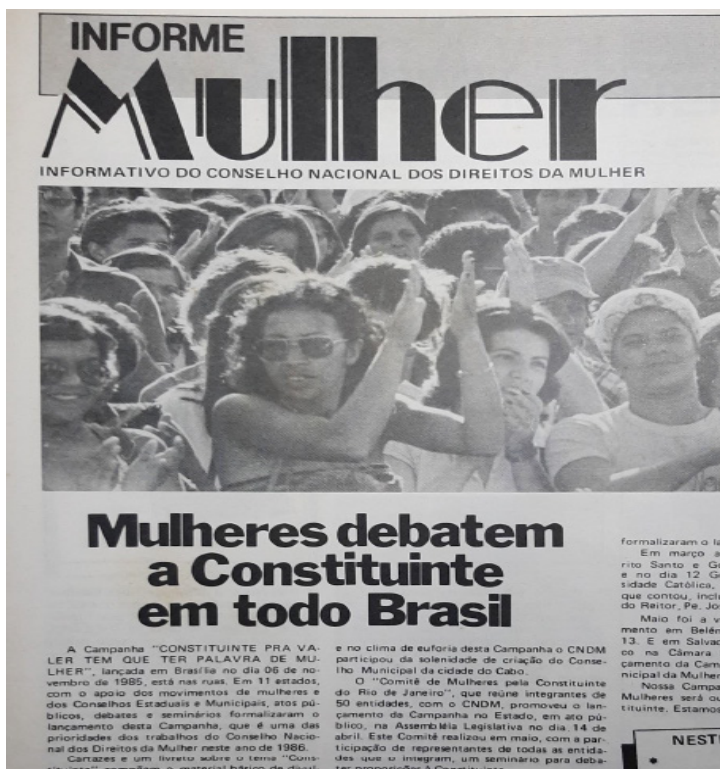 INFORME
Mulher
INFORMATIVO DO CONSELHO NACIONAL DOS DIREITOS DA MULHER
Mulheres debatem
a Constituinte
em todo Brasil
A Campanha "CONSTITUINTE PRA VA-
LER TEM QUE TER PALAVRA DE MU-
LHER", lançada em Brasília no dia 06 de no-
vembro de 1985, está nas ruas. Em 11 estados,
com o apoio dos movimentos de mulheres e
dos Conselhos Estaduais e Municipais, atos pú-
blicos, debates e seminários formalizaram o
lançamento desta Campanha, que é uma das
prioridades dos trabalhos do Conselho Nacio-
nal dos Direitos da Mulher neste ano de 1986.
Cartazes e um livreto sobre o tema "Cons-
e no clima de euforia desta Campanha o CNDM
participou da solenidade de criação do Conse-
lho Municipal da cidade do Cabo.
O "Comitê de Mulheres pela Constituinte
do Rio de Janeiro", que reúne integrantes de
50 entidades, com o CNDM, promoveu o lan-
çamento da Campanha no Estado, em ato pú-
blico, na Assembléia Legislativa no dia 14 de
abril. Este Comitê realizou em maio, com a par-
ticipação de representantes de todas as entida-
des que o integram, um seminário para deba-
ter proposições à Constituinte.
formalizaram o la
Em março a
rito Santo e Go
e no dia 12 G
sidade Católica,
que contou, incl
do Reitor, Pe. Jo
Maio foi a v
mento em Belém
13. E em Salvad
co na Câmara
çamento da Cam
nicipal da Mulher
Nossa Campa
Mulheres será ou
tituinte. Estamos
NEST